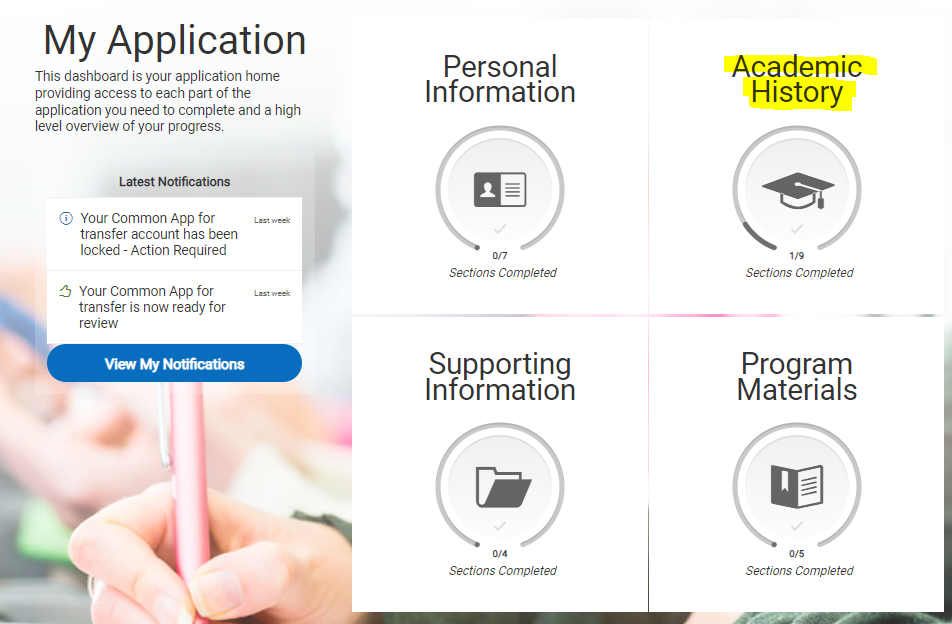 My Application
This dashboard is your application home
providing access to each part of the
application you need to complete and a high
level overview of your progress.
Latest Notifications
Your Common App for
transfer account has been
locked - Action Required
Last week
Your Common App for
transfer is now ready for
review
Last week
View My Notifications
Personal
Information
0/7
Sections Completed
Academic
History
1/9
Sections Completed
Supporting
Information
0/4
Sections Completed
Program
Materials
0/5
Sections Completed